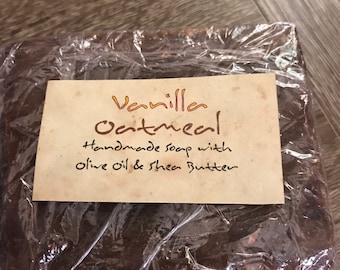 Vanilla
Oatmeal
Handmade Soap with
Olive Oil & Shea Butter